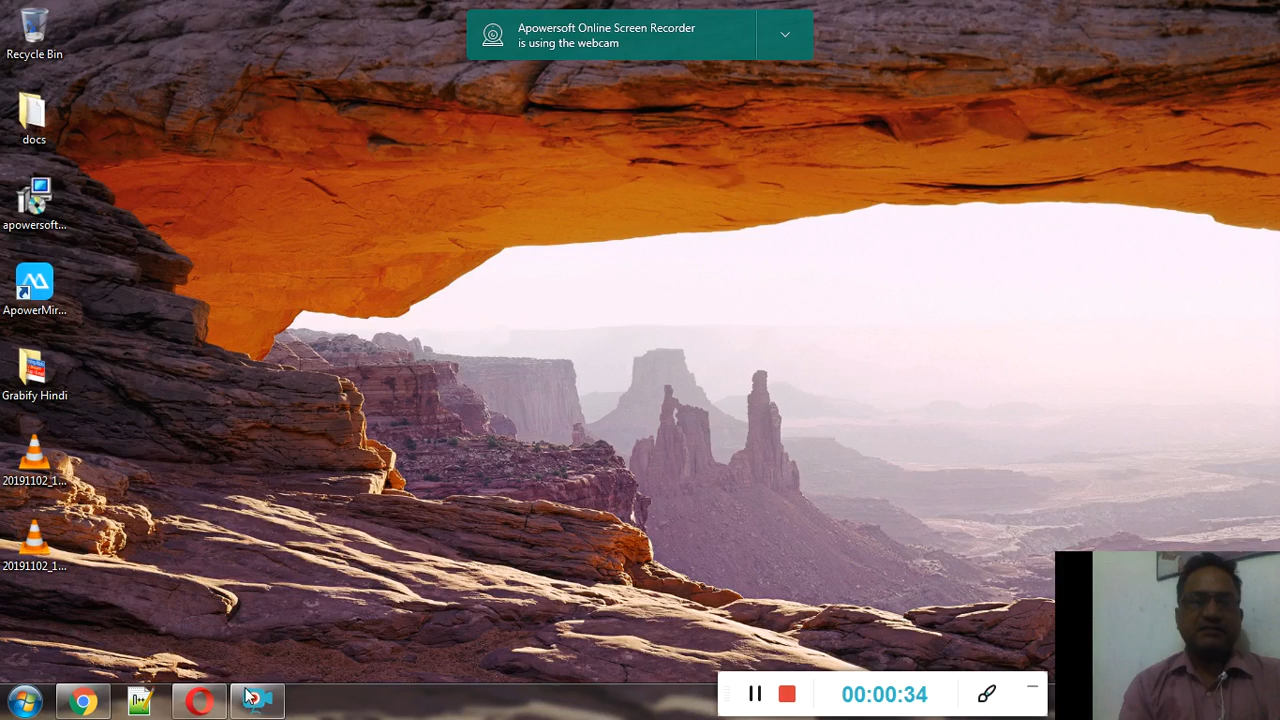 Apowersoft Online Screen Recorder
is using the webcam
Recycle Bin
docs
apowersoft...
ApowerMir...
Grabify Hindi
20191102_1...
20191102_1...
00:00:34